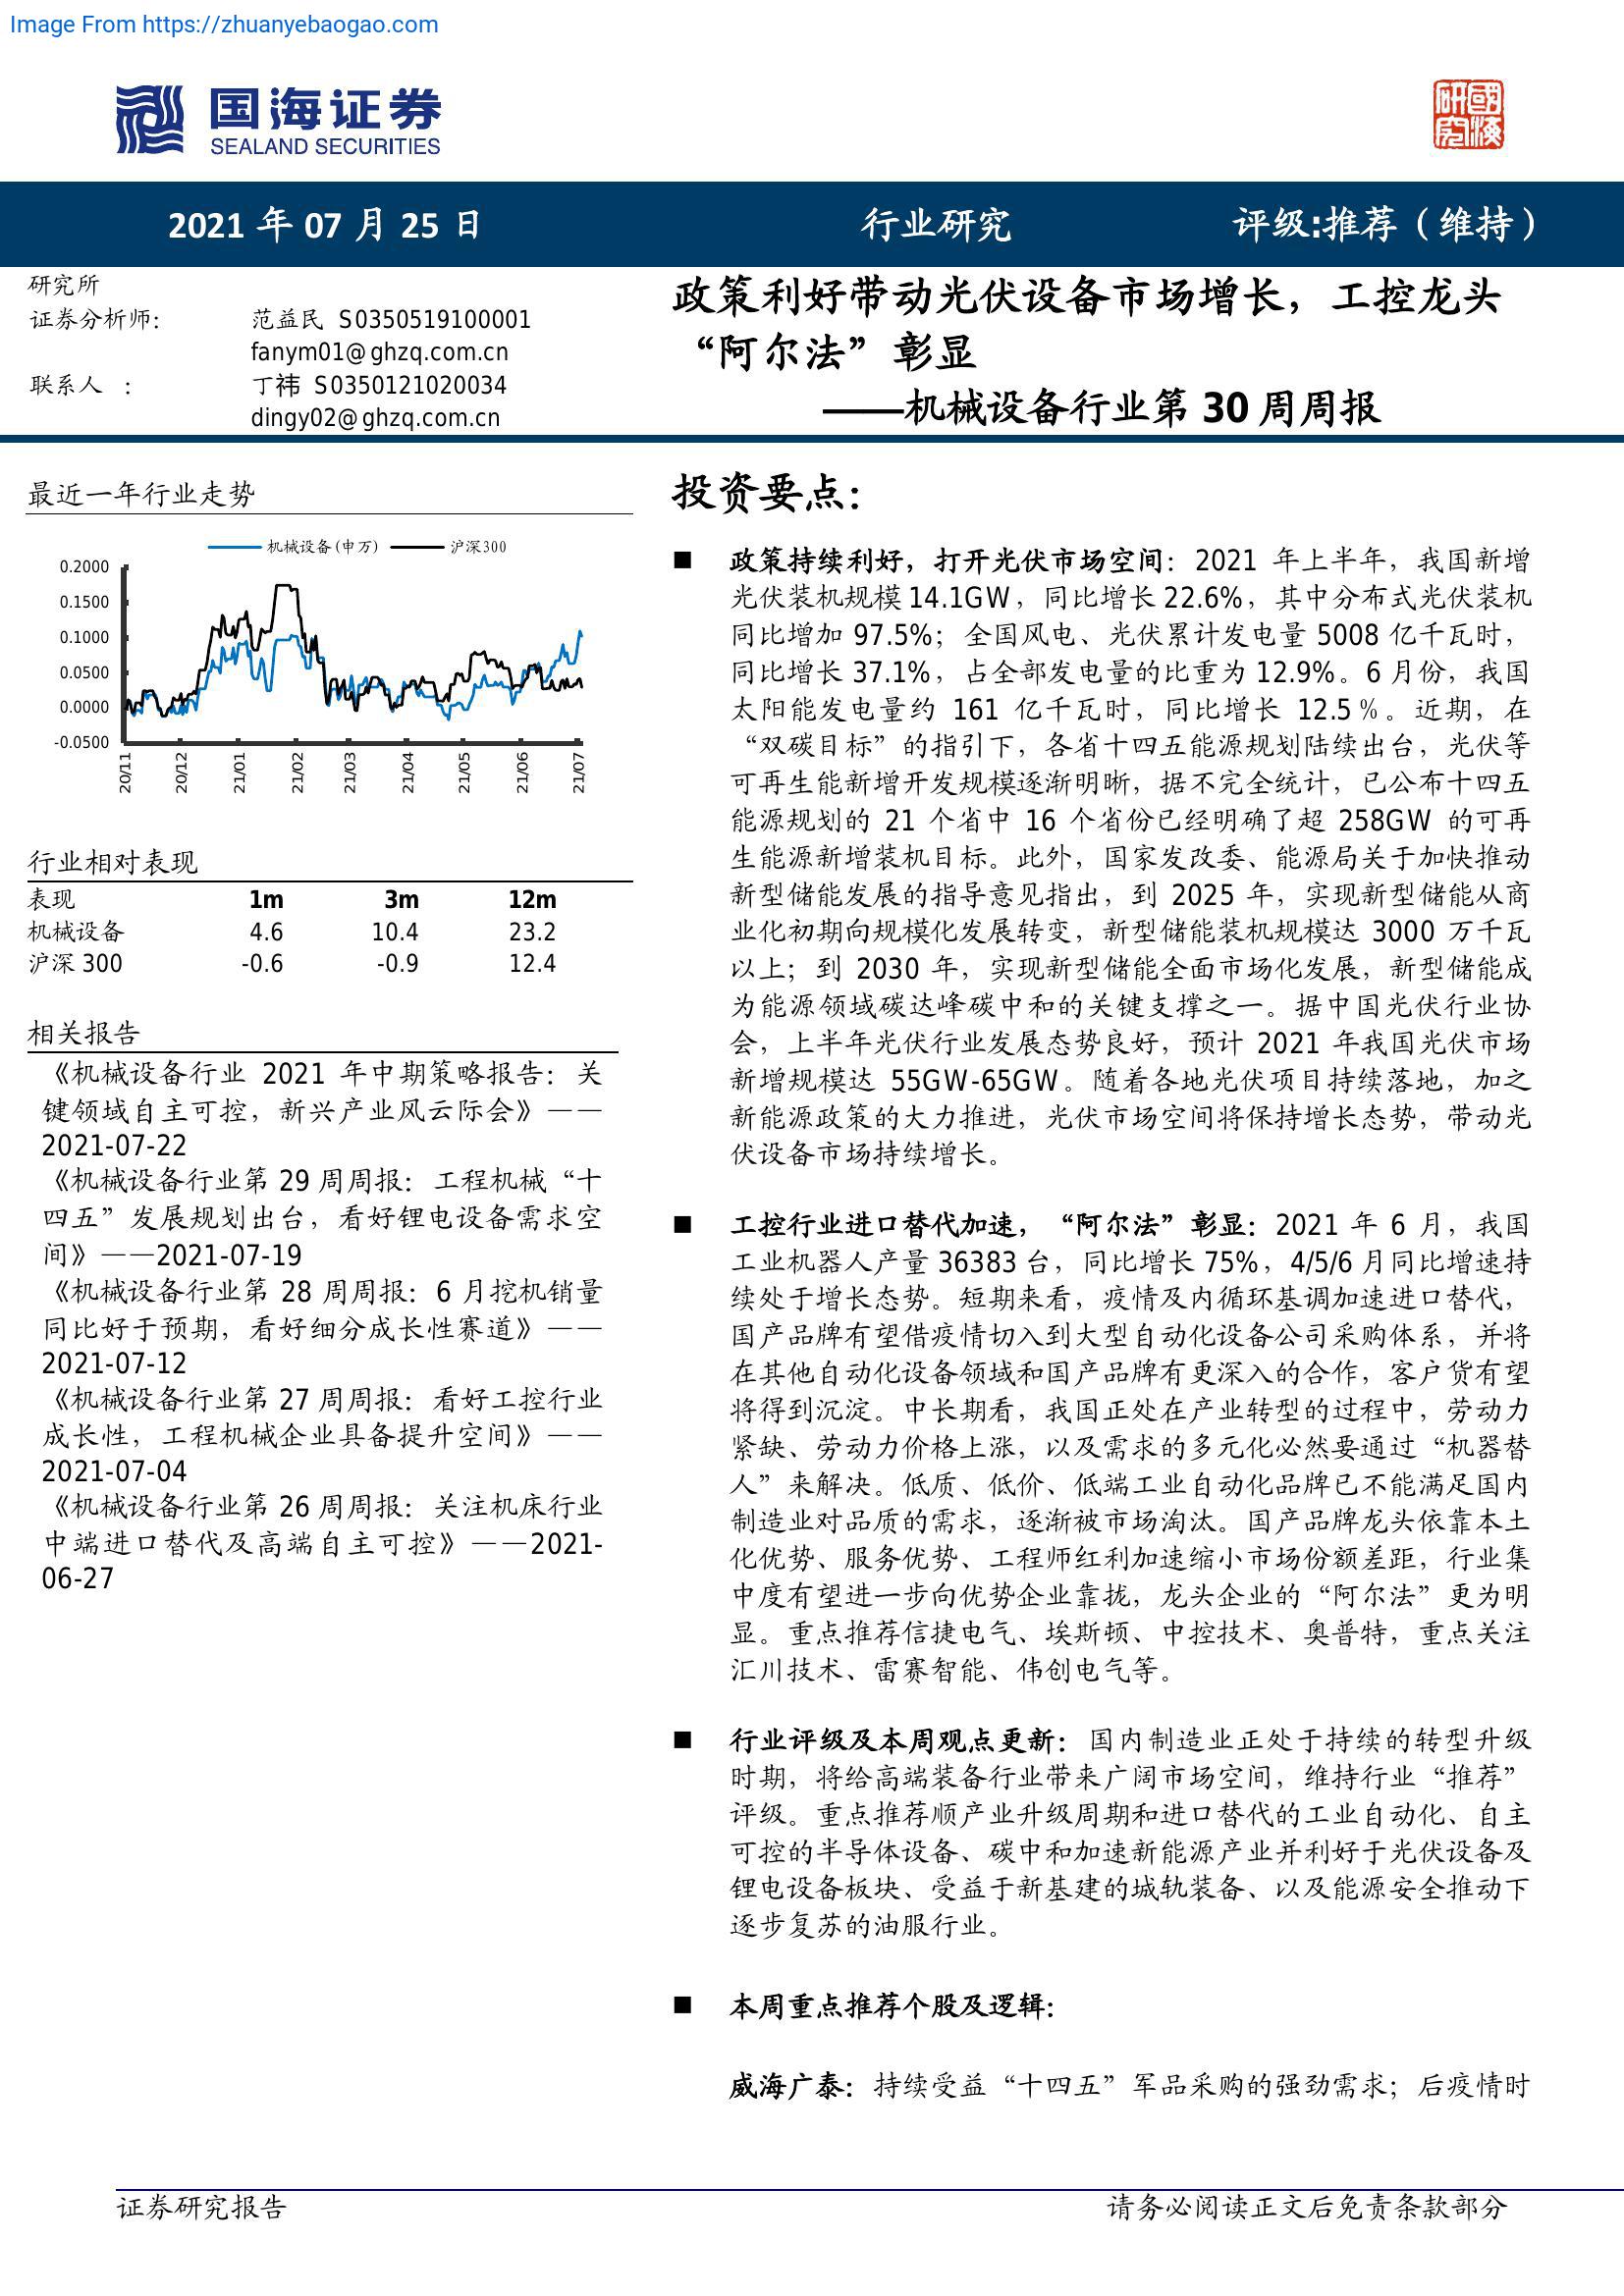 Image From https://zhuanyebaogao.com
国海证券
SEALAND SECURITIES
研國
究海
2021 年 07 月 25 日
行业研究
评级:推荐（维持）
研究所
证券分析师：
范益民 S0350519100001
fanym01@ghzq.com.cn
联系人 ：
丁祎 S0350121020034
dingy02@ghzq.com.cn
政策利好带动光伏设备市场增长，工控龙头
“阿尔法”彰显
——机械设备行业第 30 周周报
最近一年行业走势
机械设备(申万)
沪深300
0.2000
0.1500
0.1000
0.0500
0.0000
-0.0500
20/11
20/12
21/01
21/02
21/03
21/04
21/05
21/06
21/07
行业相对表现
表现 1m 3m 12m
机械设备 4.6 10.4 23.2
沪深 300 -0.6 -0.9 12.4
相关报告
《机械设备行业 2021 年中期策略报告：关
键领域自主可控，新兴产业风云际会》——
2021-07-22
《机械设备行业第 29 周周报：工程机械“十
四五”发展规划出台，看好锂电设备需求空
间》——2021-07-19
《机械设备行业第 28 周周报：6 月挖机销量
同比好于预期，看好细分成长性赛道》——
2021-07-12
《机械设备行业第 27 周周报：看好工控行业
成长性，工程机械企业具备提升空间》——
2021-07-04
《机械设备行业第 26 周周报：关注机床行业
中端进口替代及高端自主可控》——2021-
06-27
投资要点：
■ 政策持续利好，打开光伏市场空间：2021 年上半年，我国新增
光伏装机规模 14.1GW，同比增长 22.6%，其中分布式光伏装机
同比增加 97.5%；全国风电、光伏累计发电量 5008 亿千瓦时，
同比增长 37.1%，占全部发电量的比重为 12.9%。6 月份，我国
太阳能发电量约 161 亿千瓦时，同比增长 12.5％。近期，在
“双碳目标”的指引下，各省十四五能源规划陆续出台，光伏等
可再生能新增开发规模逐渐明晰，据不完全统计，已公布十四五
能源规划的 21 个省中 16 个省份已经明确了超 258GW 的可再
生能源新增装机目标。此外，国家发改委、能源局关于加快推动
新型储能发展的指导意见指出，到 2025 年，实现新型储能从商
业化初期向规模化发展转变，新型储能装机规模达 3000 万千瓦
以上；到 2030 年，实现新型储能全面市场化发展，新型储能成
为能源领域碳达峰碳中和的关键支撑之一。据中国光伏行业协
会，上半年光伏行业发展态势良好，预计 2021 年我国光伏市场
新增规模达 55GW-65GW。随着各地光伏项目持续落地，加之
新能源政策的大力推进，光伏市场空间将保持增长态势，带动光
伏设备市场持续增长。
■ 工控行业进口替代加速，“阿尔法”彰显：2021 年 6 月，我国
工业机器人产量 36383 台，同比增长 75%，4/5/6 月同比增速持
续处于增长态势。短期来看，疫情及内循环基调加速进口替代，
国产品牌有望借疫情切入到大型自动化设备公司采购体系，并将
在其他自动化设备领域和国产品牌有更深入的合作，客户货有望
将得到沉淀。中长期看，我国正处在产业转型的过程中，劳动力
紧缺、劳动力价格上涨，以及需求的多元化必然要通过“机器替
人”来解决。低质、低价、低端工业自动化品牌已不能满足国内
制造业对品质的需求，逐渐被市场淘汰。国产品牌龙头依靠本土
化优势、服务优势、工程师红利加速缩小市场份额差距，行业集
中度有望进一步向优势企业靠拢，龙头企业的“阿尔法”更为明
显。重点推荐信捷电气、埃斯顿、中控技术、奥普特，重点关注
汇川技术、雷赛智能、伟创电气等。
■ 行业评级及本周观点更新：国内制造业正处于持续的转型升级
时期，将给高端装备行业带来广阔市场空间，维持行业“推荐”
评级。重点推荐顺产业升级周期和进口替代的工业自动化、自主
可控的半导体设备、碳中和加速新能源产业并利好于光伏设备及
锂电设备板块、受益于新基建的城轨装备、以及能源安全推动下
逐步复苏的油服行业。
■ 本周重点推荐个股及逻辑：
威海广泰：持续受益“十四五”军品采购的强劲需求；后疫情时
证券研究报告
请务必阅读正文后免责条款部分